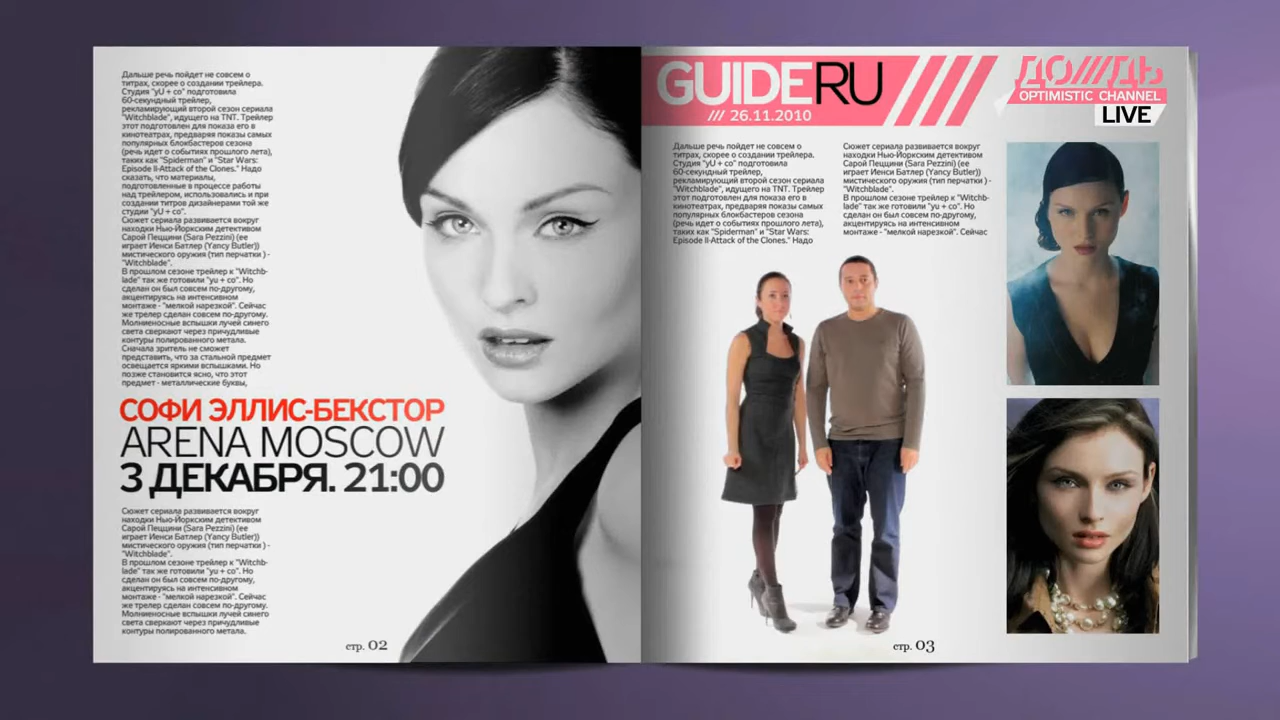 Дальше речь пойдет не совсем о
титрах, скорее о создании трейлера.
Студия "yU + co" подготовила
60-секундный трейлер,
рекламирующий второй сезон сериала
"Witchblade", идущего на TNT. Трейлер
этот подготовлен для показа его в
кинотеатрах, предваряя показы самых
популярных блокбастеров сезона
(речь идет о событиях прошлого лета),
таких как "Spiderman" и "Star Wars:
Episode II-Attack of the Clones." Надо
сказать, что материалы,
подготовленные в процессе работы
над трейлером, использовались и при
создании титров дизайнерами той же
студии "yU + co".
Сюжет сериала развивается вокруг
находки Нью-Йоркским детективом
Сарой Пеццини (Sara Pezzini) (ее
играет Иенси Батлер (Yancy Butler))
мистического оружия (тип перчатки ) -
"Witchblade".
В прошлом сезоне трейлер к "Witchb-
lade" так же готовили "yu + co". Но
сделан он был совсем по-другому,
акцентируясь на интенсивном
монтаже - "мелкой нарезкой". Сейчас
же трелер сделан совсем по-другому.
Молниеносные вспышки лучей синего
света сверкают через причудливые
контуры полированного метала.
Сначала зритель не сможет
представить, что за стальной предмет
освещается яркими вспышками. Но
позже становится ясно, что этот
предмет - металлические буквы,
СОФИ ЭЛЛИС-БЕКСТОР
ARENA MOSCOW
3 ДЕКАБРЯ. 21:00
Сюжет сериала развивается вокруг
находки Нью-Йоркским детективом
Сарой Пеццини (Sara Pezzini) (ее
играет Иенси Батлер (Yancy Butler))
мистического оружия (тип перчатки ) -
"Witchblade".
В прошлом сезоне трейлер к "Witchb-
lade" так же готовили "yu + co". Но
сделан он был совсем по-другому,
акцентируясь на интенсивном
монтаже - "мелкой нарезкой". Сейчас
же трелер сделан совсем по-другому.
Молниеносные вспышки лучей синего
света сверкают через причудливые
контуры полированного метала.
стр. 02
GUIDERU
/// 26.11.2010
ДОЖДЬ
OPTIMISTIC CHANNEL
LIVE
Дальше речь пойдет не совсем о
титрах, скорее о создании трейлера.
Студия "yU + co" подготовила
60-секундный трейлер,
рекламирующий второй сезон сериала
"Witchblade", идущего на TNT. Трейлер
этот подготовлен для показа его в
кинотеатрах, предваряя показы самых
популярных блокбастеров сезона
(речь идет о событиях прошлого лета),
таких как "Spiderman" и "Star Wars:
Episode II-Attack of the Clones." Надо
Сюжет сериала развивается вокруг
находки Нью-Йоркским детективом
Сарой Пеццини (Sara Pezzini) (ее
играет Иенси Батлер (Yancy Butler))
мистического оружия (тип перчатки ) -
"Witchblade".
В прошлом сезоне трейлер к "Witchb-
lade" так же готовили "yu + co". Но
сделан он был совсем по-другому,
акцентируясь на интенсивном
монтаже - "мелкой нарезкой". Сейчас
стр. 03